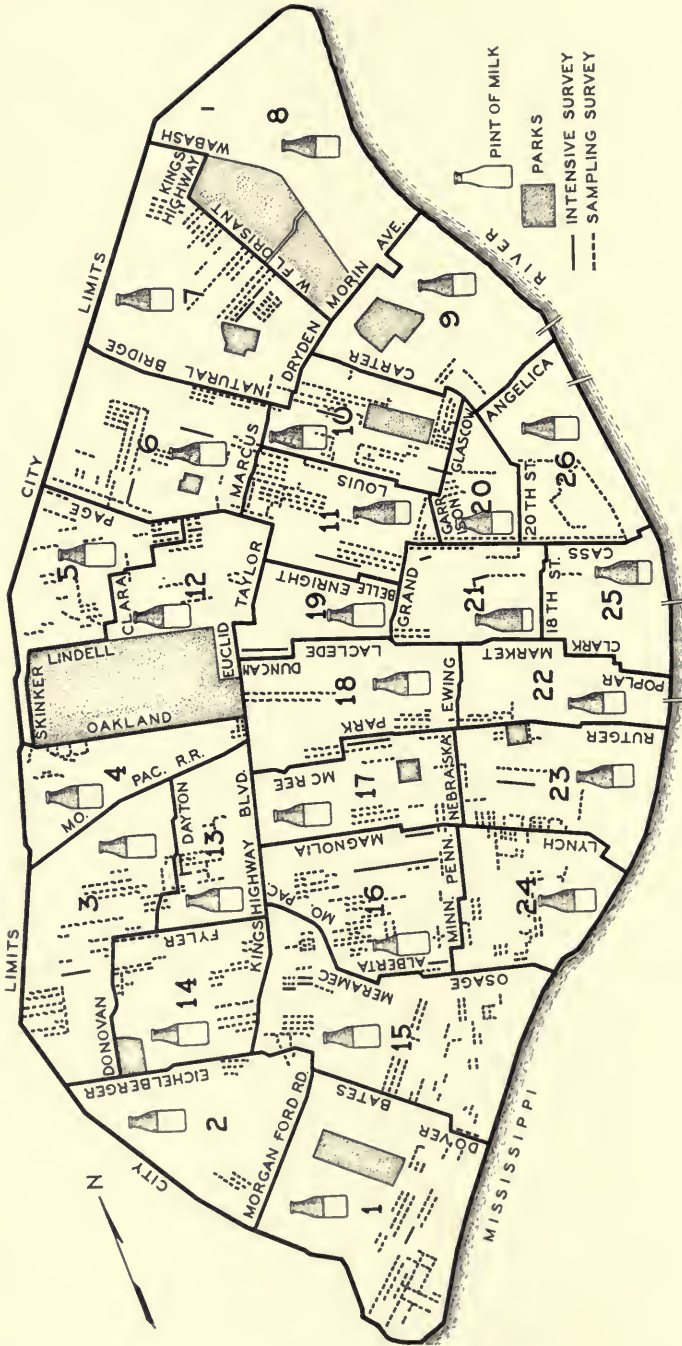 N
CITY
LIMITS
CITY
LIMITS
SKINKER
LINDELL
OAKLAND
EUCLID
1
2
3
4
5
6
7
8
9
10
11
12
13
14
15
16
17
18
19
20
21
22
23
24
25
26
WABASH
KINGS
HIGHWAY
W. FLORISANT
NATURAL BRIDGE
DRYDEN
MORIN AVE.
CARTER
MARCUS
PAGE
CLARA
TAYLOR
LOUIS
GLASCOW
GARR
ISON
ANGELICA
20TH ST.
BELLE ENRIGHT
GRAND
CASS
18TH ST.
CLARK
MARKET
LACLEDE
DUNCAN
PARK
EWING
POPLAR
MO. PAC. R.R.
DAYTON
KINGS HIGHWAY BLVD.
MC REE
NEBRASKA
RUTGER
MAGNOLIA
MINN. PENN.
LYNCH
FYLER
DONOVAN
MO. PAC.
ALBERTA
MERAMEC
OSAGE
EICHELBERGER
MORGAN FORD RD.
BATES
DOVER
MISSISSIPPI
RIVER
PINT OF MILK
PARKS
INTENSIVE SURVEY
SAMPLING SURVEY